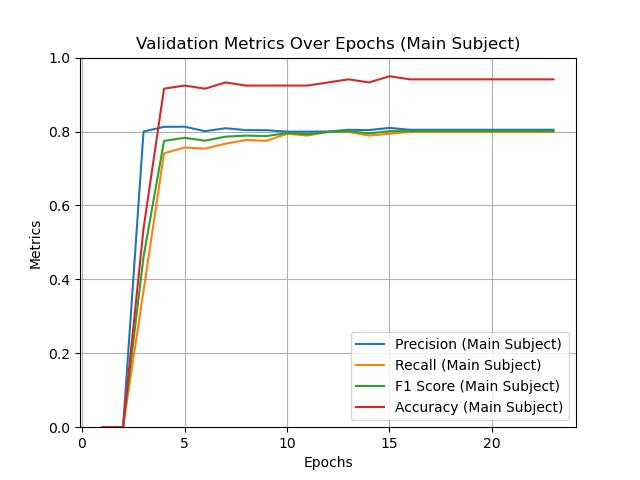 Validation Metrics Over Epochs (Main Subject)
1.0
0.8
0.6
0.4
0.2
0.0
Metrics
Precision (Main Subject)
Recall (Main Subject)
F1 Score (Main Subject)
Accuracy (Main Subject)
0 5 10 15 20
Epochs